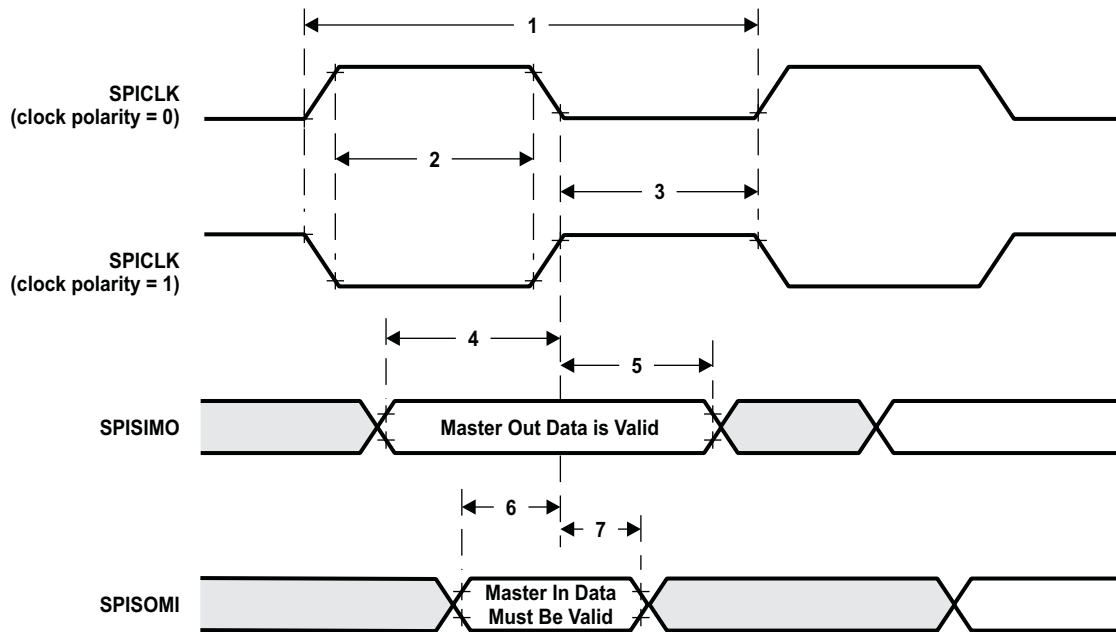 1
SPICLK
(clock polarity = 0)
2
3
SPICLK
(clock polarity = 1)
4
5
SPISIMO
Master Out Data is Valid
6
7
SPISOMI
Master In Data
Must Be Valid